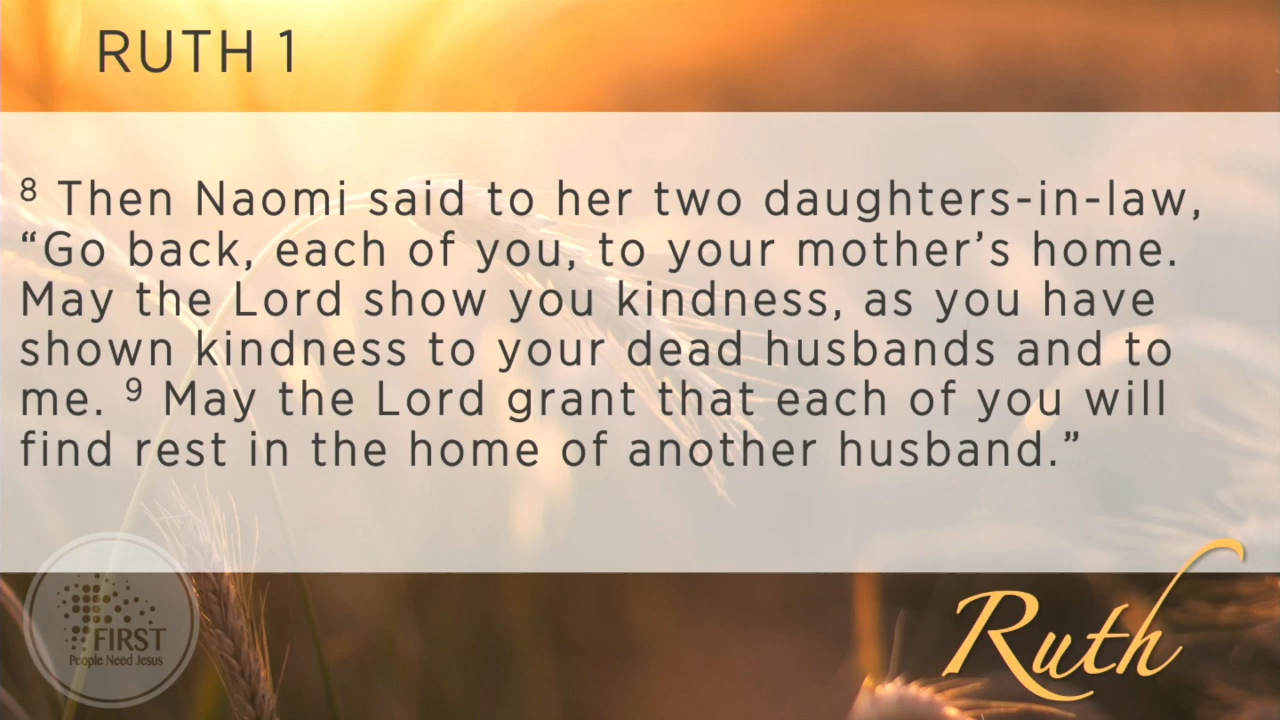 RUTH 1
⁸ Then Naomi said to her two daughters-in-law,
“Go back, each of you, to your mother’s home.
May the Lord show you kindness, as you have
shown kindness to your dead husbands and to
me. ⁹ May the Lord grant that each of you will
find rest in the home of another husband.”
FIRST
People Need Jesus
Ruth